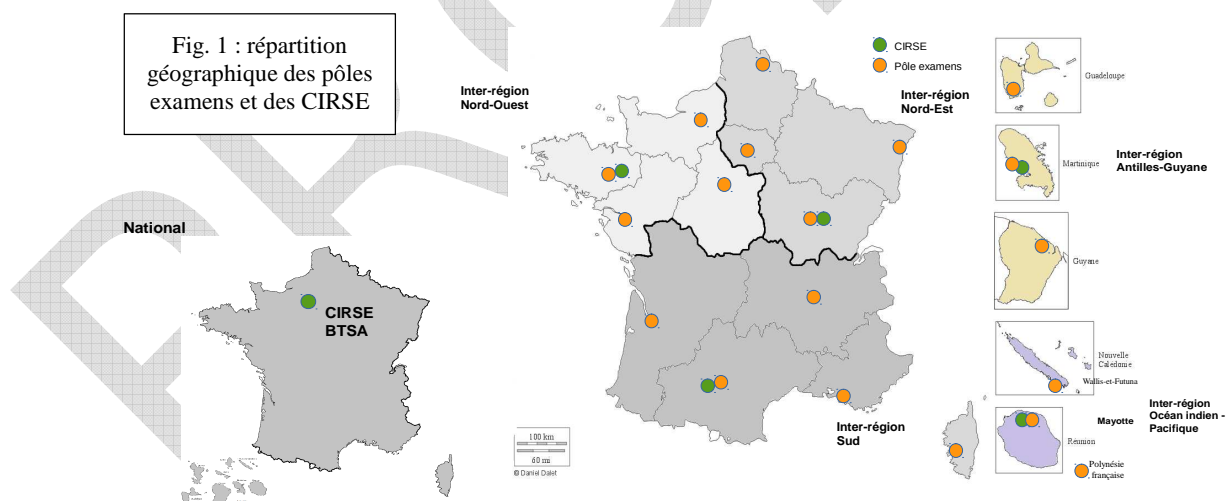 Fig. 1 : répartition
géographique des pôles
examens et des CIRSE
National
CIRSE
BTSA
Inter-région
Nord-Ouest
CIRSE
Pôle examens
Inter-région
Nord-Est
Inter-région
Sud
100 km
60 mi
© Daniel Dalet
Guadeloupe
Martinique
Inter-région
Antilles-Guyane
Guyane
Nouvelle
Calédonie
Wallis-et-Futuna
Inter-région
Océan indien -
Pacifique
Mayotte
Réunion
Polynésie
française